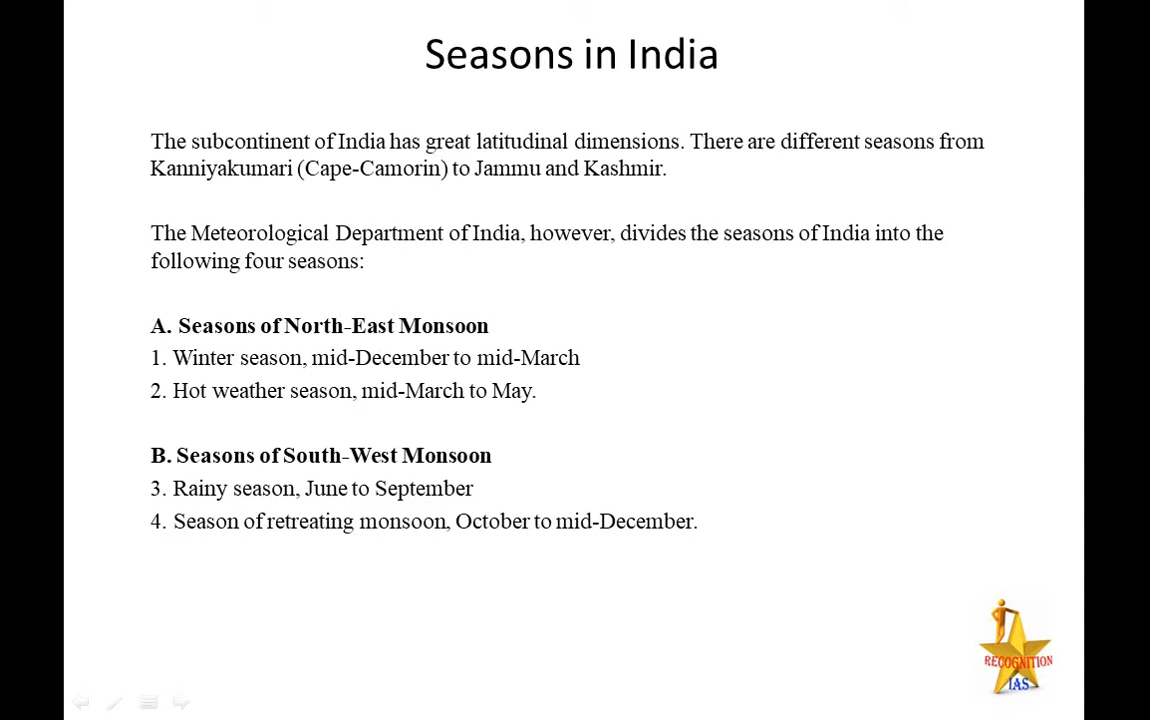 Seasons in India
The subcontinent of India has great latitudinal dimensions. There are different seasons from
Kanniyakumari (Cape-Camorin) to Jammu and Kashmir.
The Meteorological Department of India, however, divides the seasons of India into the
following four seasons:
A. Seasons of North-East Monsoon
1. Winter season, mid-December to mid-March
2. Hot weather season, mid-March to May.
B. Seasons of South-West Monsoon
3. Rainy season, June to September
4. Season of retreating monsoon, October to mid-December.
RECOGNITION
IAS